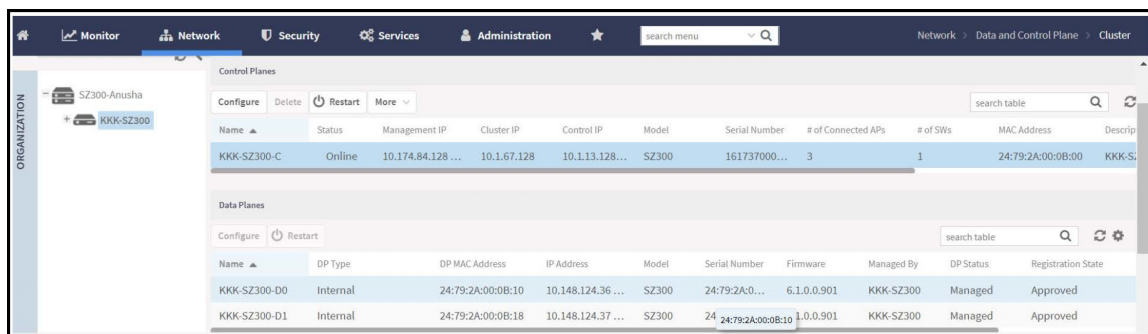 Monitor Network Security Services Administration search menu Network > Data and Control Plane > Cluster
ORGANIZATION
SZ300-Anusha
KKK-SZ300
Control Planes
Configure Delete Restart More search table
Name Status Management IP Cluster IP Control IP Model Serial Number # of Connected APs # of SWs MAC Address Descrip
KKK-SZ300-C Online 10.174.84.128 ... 10.1.67.128 10.1.13.128... SZ300 161737000... 3 1 24:79:2A:00:0B:00 KKK-SZ
Data Planes
Configure Restart search table
Name DP Type DP MAC Address IP Address Model Serial Number Firmware Managed By DP Status Registration State
KKK-SZ300-D0 Internal 24:79:2A:00:0B:10 10.148.124.36 ... SZ300 24:79:2A:0... 6.1.0.0.901 KKK-SZ300 Managed Approved
KKK-SZ300-D1 Internal 24:79:2A:00:0B:18 10.148.124.37 ... SZ300 24 24:79:2A:00:0B:10 1.0.0.901 KKK-SZ300 Managed Approved